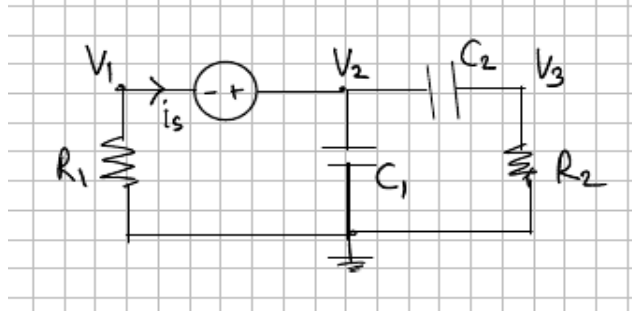 V₁ V₂ C₂ V₃
- +
iₛ
R₁ C₁ R₂